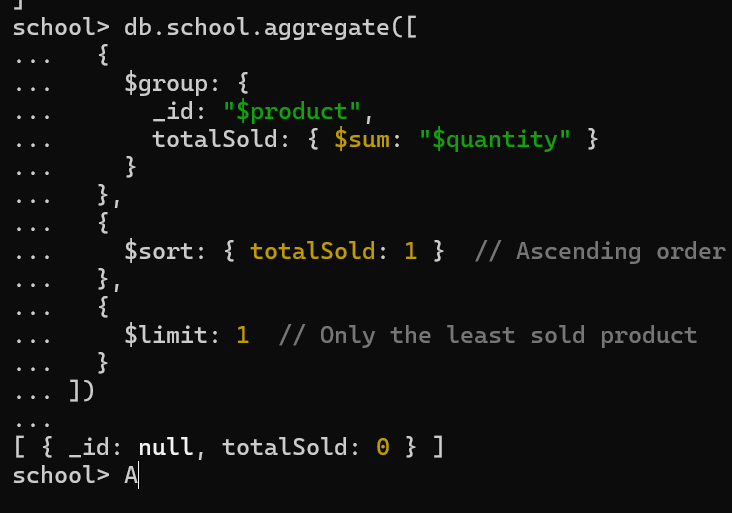 ]
school> db.school.aggregate([
...   {
...     $group: {
...       _id: "$product",
...       totalSold: { $sum: "$quantity" }
...     }
...   },
...   {
...     $sort: { totalSold: 1 }  // Ascending order
...   },
...   {
...     $limit: 1  // Only the least sold product
...   }
... ])
...
[ { _id: null, totalSold: 0 } ]
school> A